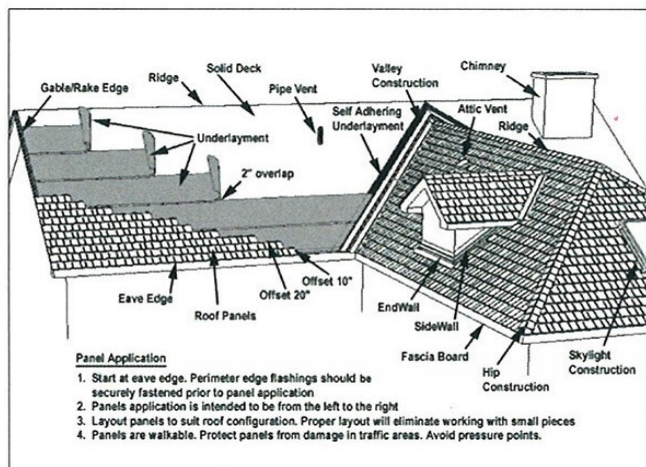 Gable/Rake Edge
Ridge
Solid Deck
Pipe Vent
Valley
Construction
Chimney
Self Adhering
Underlayment
Attic Vent
Ridge
Underlayment
2" overlap
Offset 10"
Offset 20"
Eave Edge
Roof Panels
EndWall
SideWall
Fascia Board
Hip
Construction
Skylight
Construction
Panel Application
1. Start at eave edge. Perimeter edge flashings should be
securely fastened prior to panel application
2. Panels application is intended to be from the left to the right
3. Layout panels to suit roof configuration. Proper layout will eliminate working with small pieces
4. Panels are walkable. Protect panels from damage in traffic areas. Avoid pressure points.